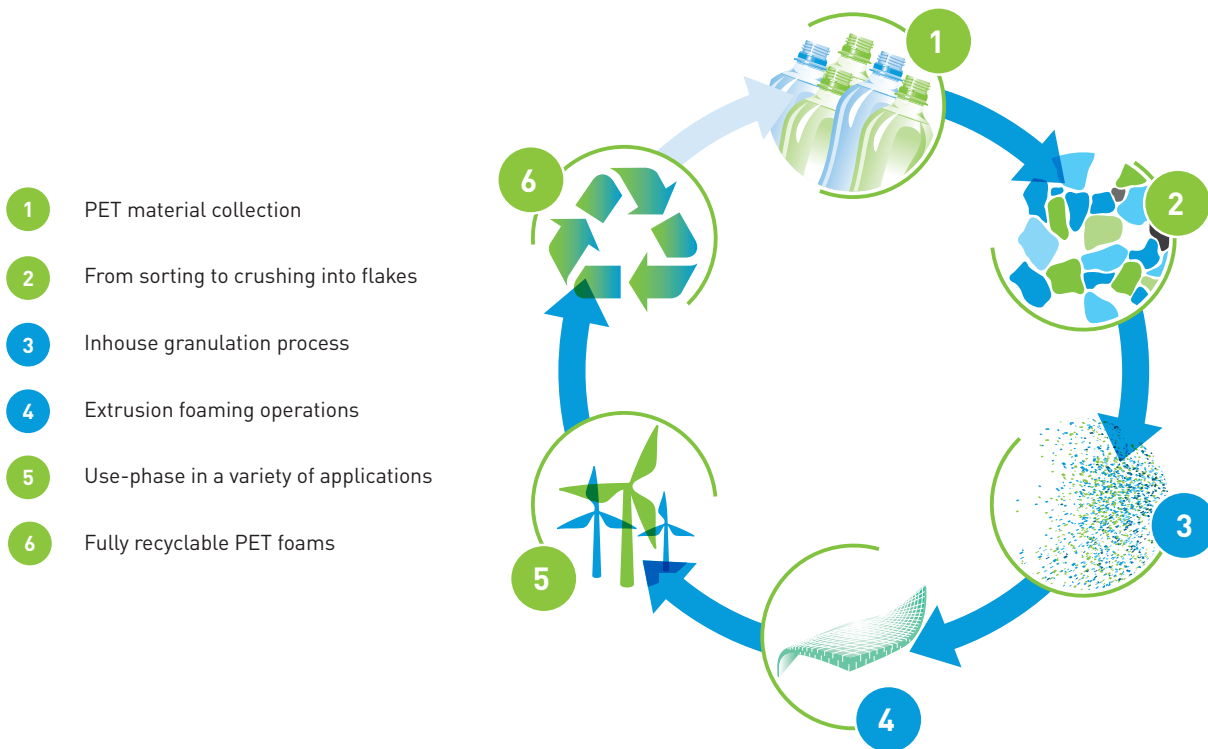 1 PET material collection
2 From sorting to crushing into flakes
3 Inhouse granulation process
4 Extrusion foaming operations
5 Use-phase in a variety of applications
6 Fully recyclable PET foams
1
2
3
4
5
6